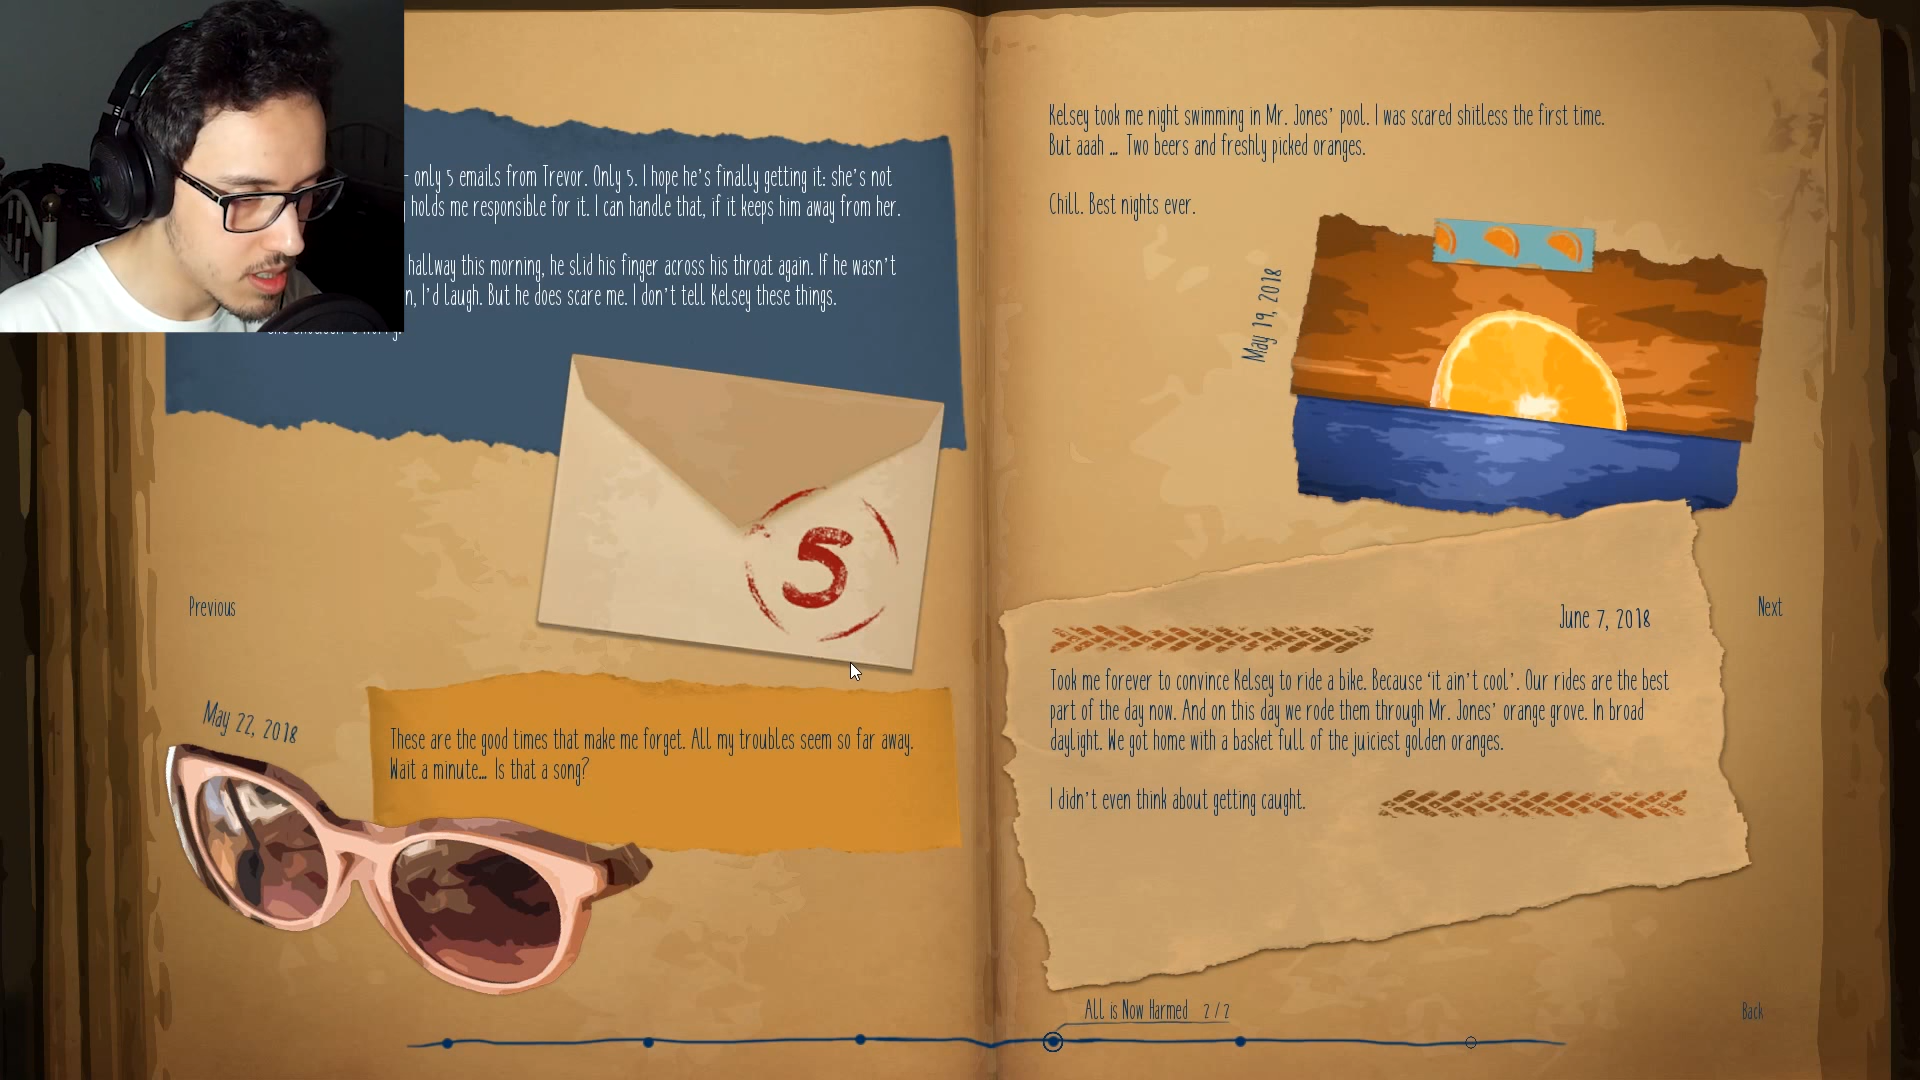 only 5 emails from Trevor. Only 5. I hope he's finally getting it: she's not
holds me responsible for it. I can handle that, if it keeps him away from her.
hallway this morning, he slid his finger across his throat again. If he wasn't
I'd laugh. But he does scare me. I don't tell Kelsey these things.
5
Previous
May 22, 2018
These are the good times that make me forget. All my troubles seem so far away.
Wait a minute... Is that a song?
Kelsey took me night swimming in Mr. Jones' pool. I was scared shitless the first time.
But aaah ... Two beers and freshly picked oranges.
Chill. Best nights ever.
May 19, 2018
June 7, 2018
Next
Took me forever to convince Kelsey to ride a bike. Because 'it ain't cool'. Our rides are the best
part of the day now. And on this day we rode them through Mr. Jones' orange grove. In broad
daylight. We got home with a basket full of the juiciest golden oranges.
I didn't even think about getting caught.
All is Now Harmed 2 / 2
Back